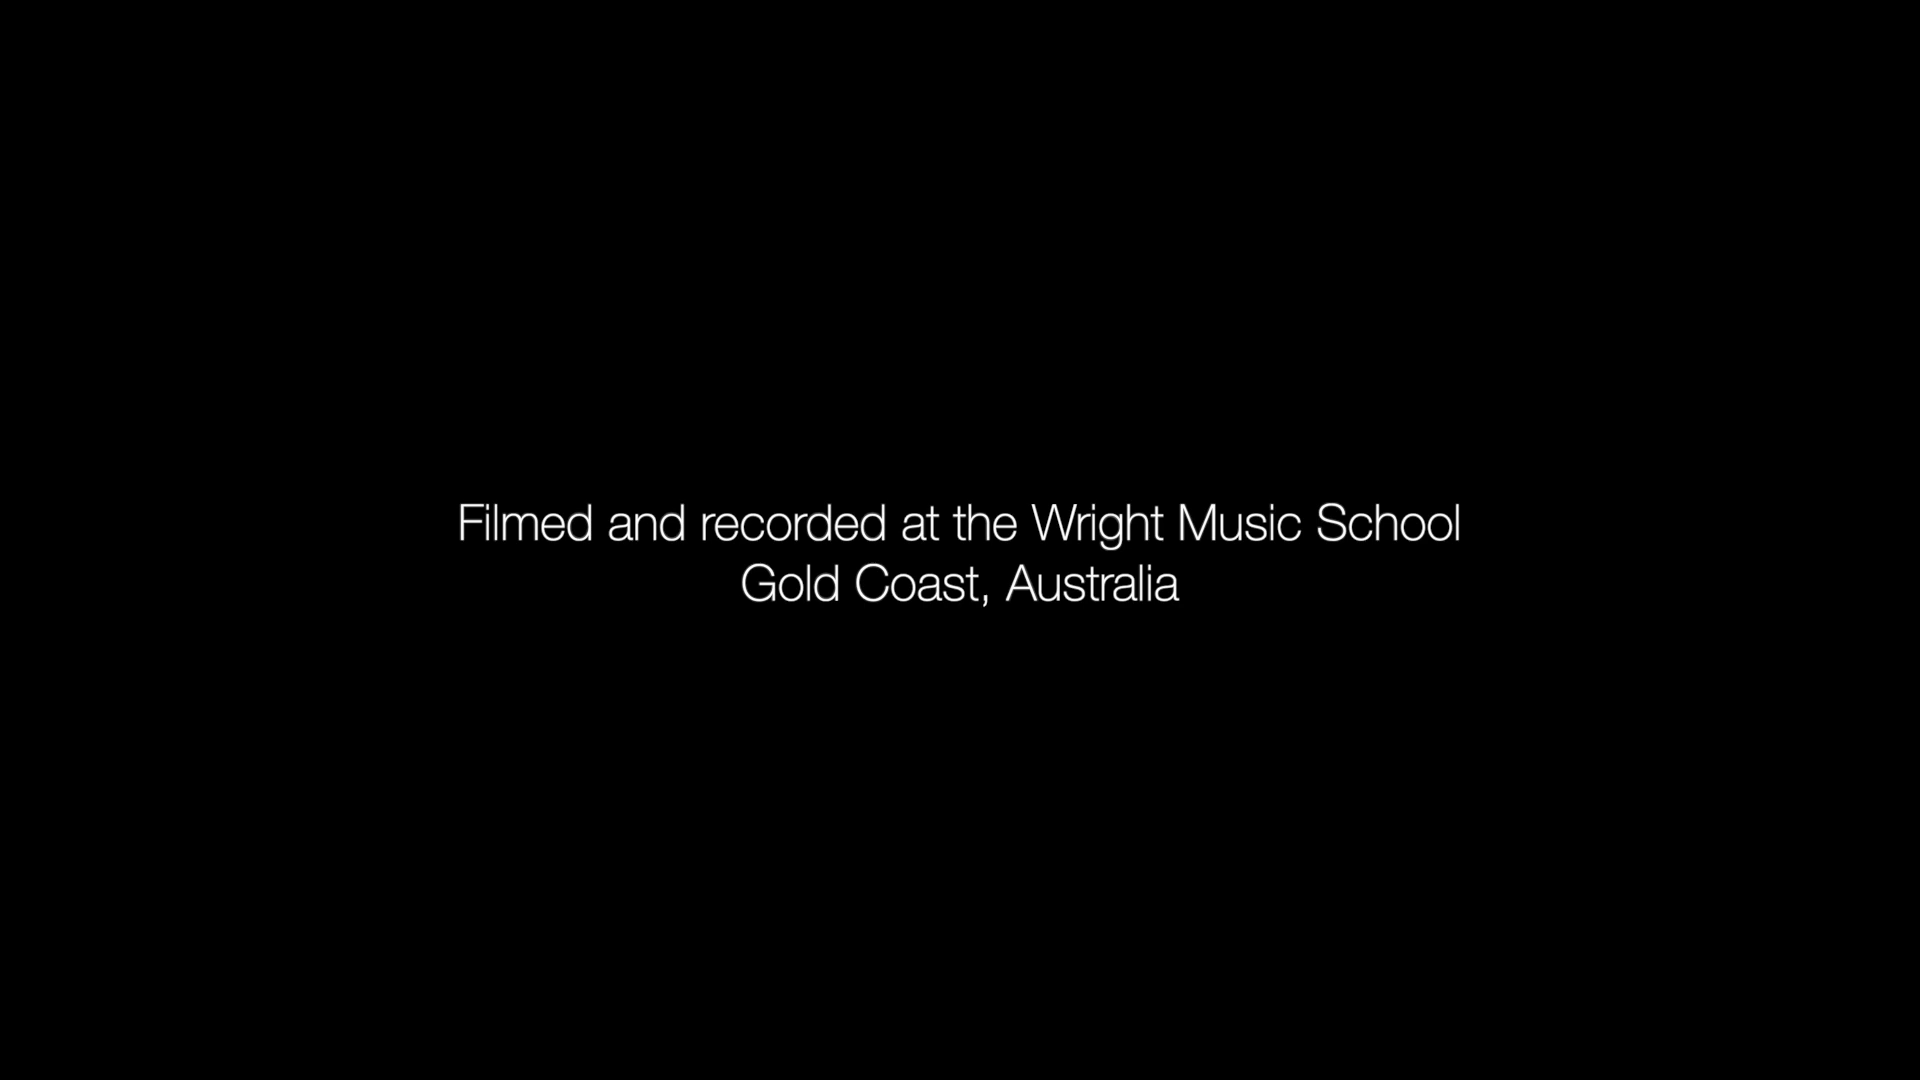 Filmed and recorded at the Wright Music School
Gold Coast, Australia